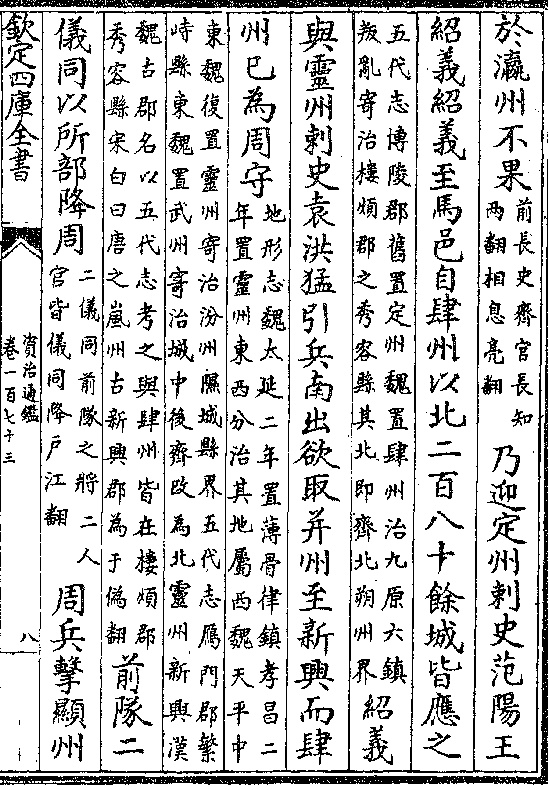 於瀛州不果前長史齊官長知
兩翻相息亮翻乃迎定州刺史范陽王
紹義紹義至馬邑自肆州以北二百八十餘城皆應之
五代志博陵郡舊置定州魏置肆州治九原六鎮
叛亂寄治樓煩郡之秀容縣其北即齊北朔州界紹義
與靈州刺史袁洪猛引兵南出欲取并州至新興而肆
州已為周守地形志魏太延二年置薄骨律鎮孝昌二
年置靈州東西分治其地屬西魏天平中
東魏復置靈州寄治汾州隰城縣界五代志鴈門郡繁
峙縣東魏置武州寄治城中後齊改為北靈州新興漢
魏古郡名以五代志考之與肆州皆在樓煩郡
秀容縣宋白曰唐之嵐州古新興郡為于偽翻前隊二
儀同以所部降周二儀同前隊之將二人
官皆儀同降戶江翻周兵擊顯州
欽定四庫全書
資治通鑑
卷一百七十三
八